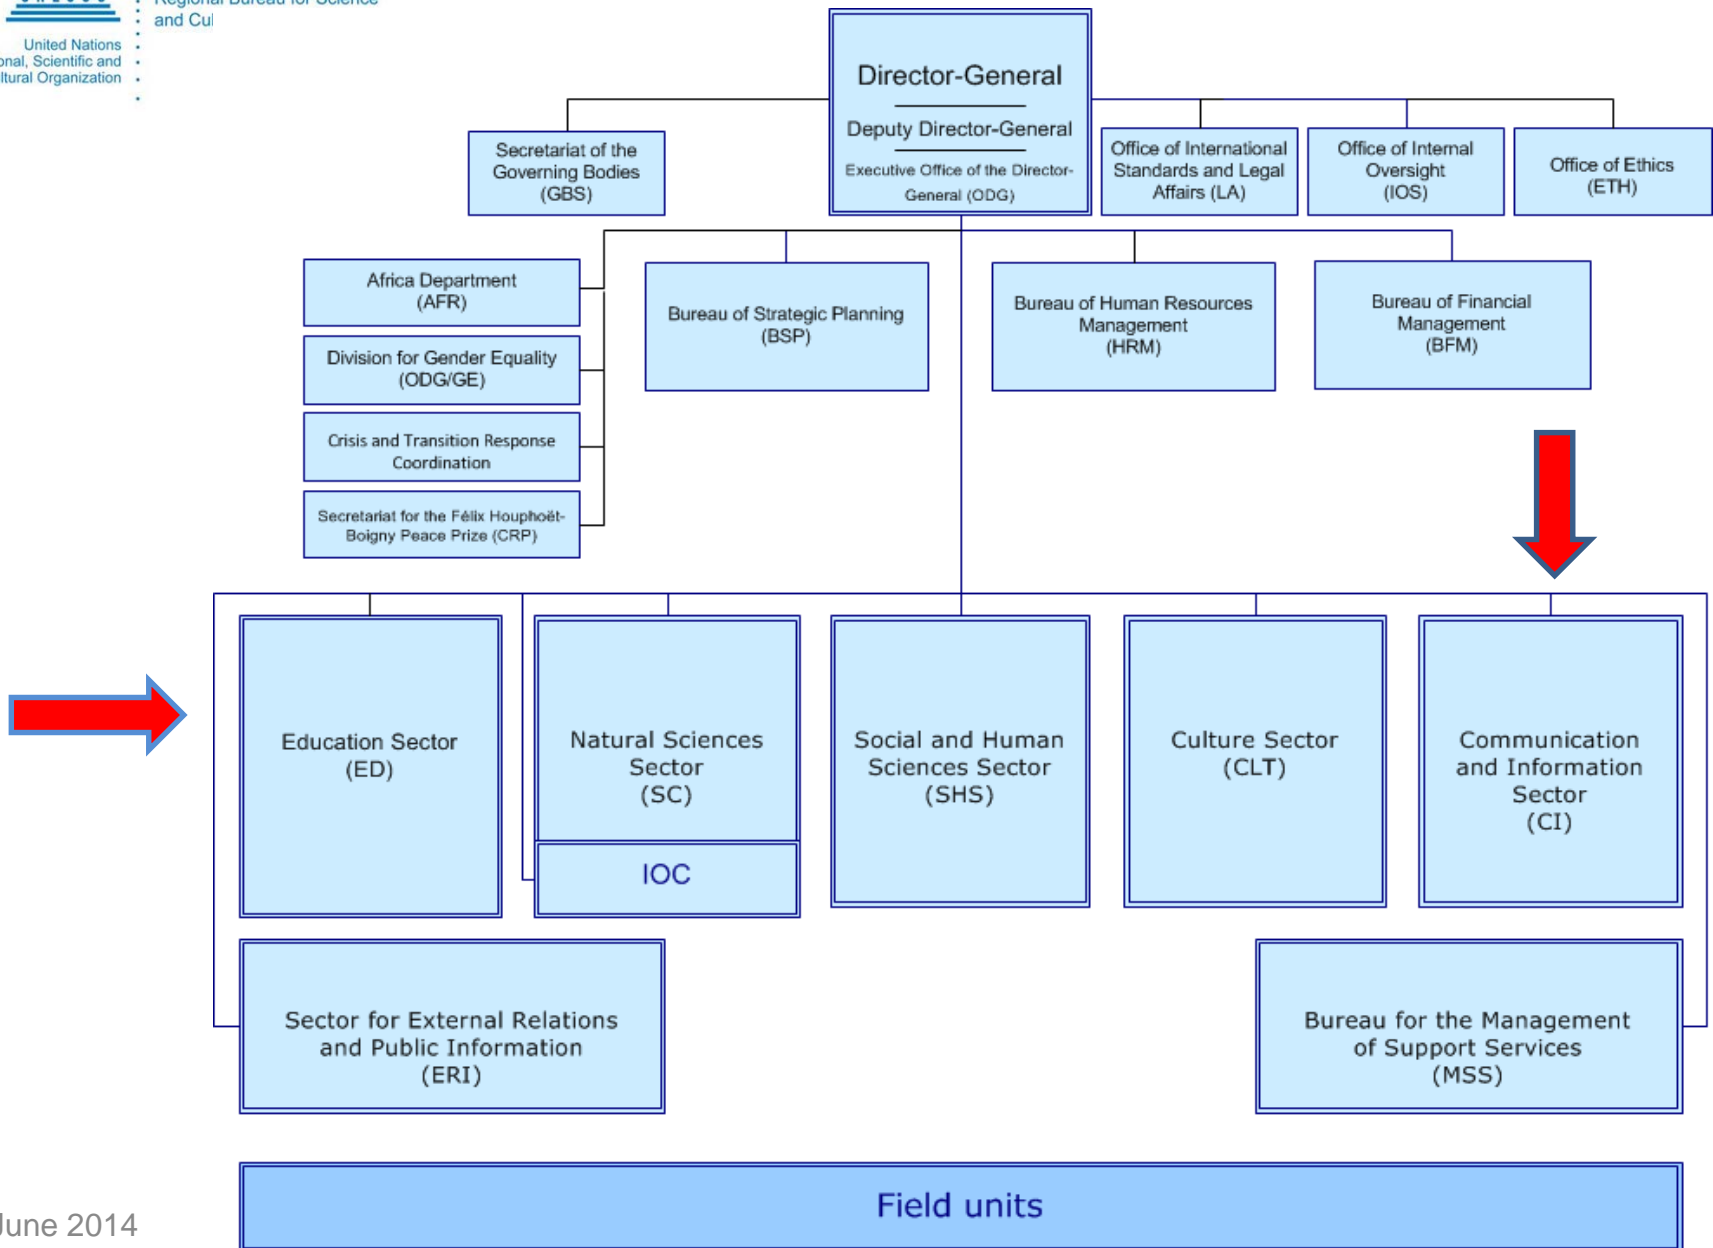 Regional Bureau for Science
and Cul
United Nations
onal, Scientific and
ltural Organization
Director-General
Deputy Director-General
Executive Office of the Director-
General (ODG)
Secretariat of the
Governing Bodies
(GBS)
Office of International
Standards and Legal
Affairs (LA)
Office of Internal
Oversight
(IOS)
Office of Ethics
(ETH)
Africa Department
(AFR)
Division for Gender Equality
(ODG/GE)
Crisis and Transition Response
Coordination
Secretariat for the Félix Houphoët-
Boigny Peace Prize (CRP)
Bureau of Strategic Planning
(BSP)
Bureau of Human Resources
Management
(HRM)
Bureau of Financial
Management
(BFM)
Education Sector
(ED)
Natural Sciences
Sector
(SC)
IOC
Social and Human
Sciences Sector
(SHS)
Culture Sector
(CLT)
Communication
and Information
Sector
(CI)
Sector for External Relations
and Public Information
(ERI)
Bureau for the Management
of Support Services
(MSS)
Field units
June 2014